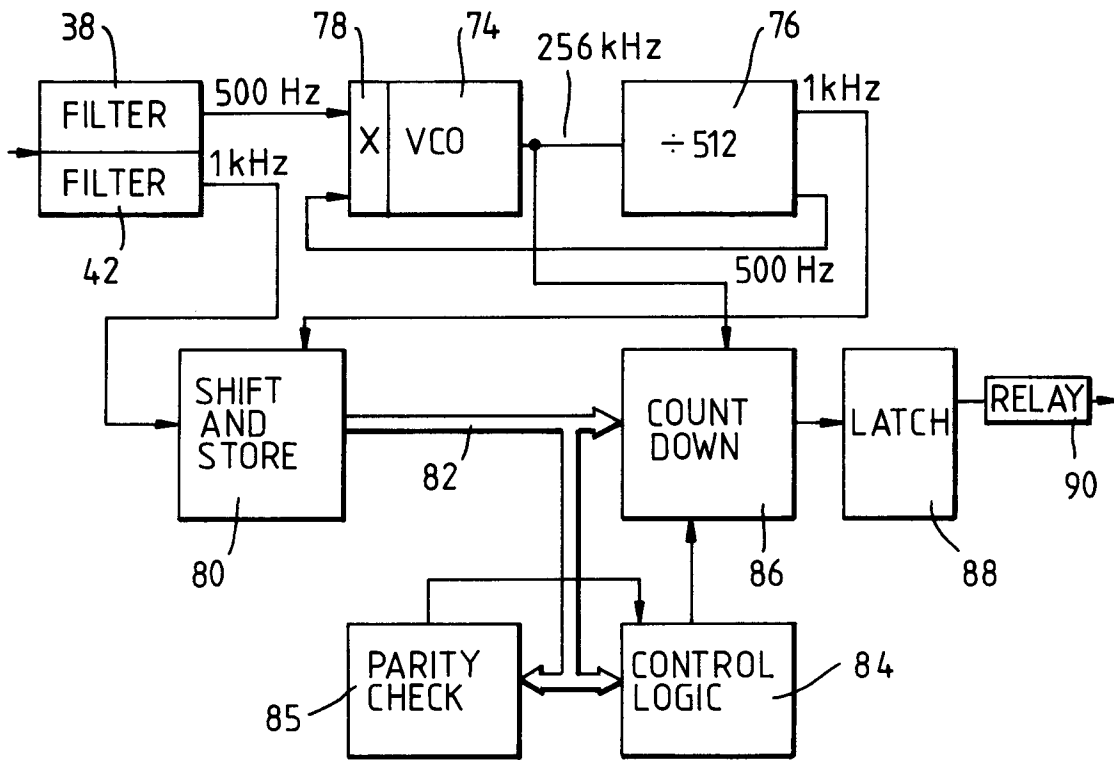 38
78
74
256 kHz
76
FILTER
500 Hz
1kHz
X
VCO
÷ 512
FILTER
1kHz
42
500 Hz
SHIFT
AND
STORE
82
COUNT
DOWN
LATCH
RELAY
90
80
86
88
PARITY
CHECK
85
CONTROL
LOGIC
84